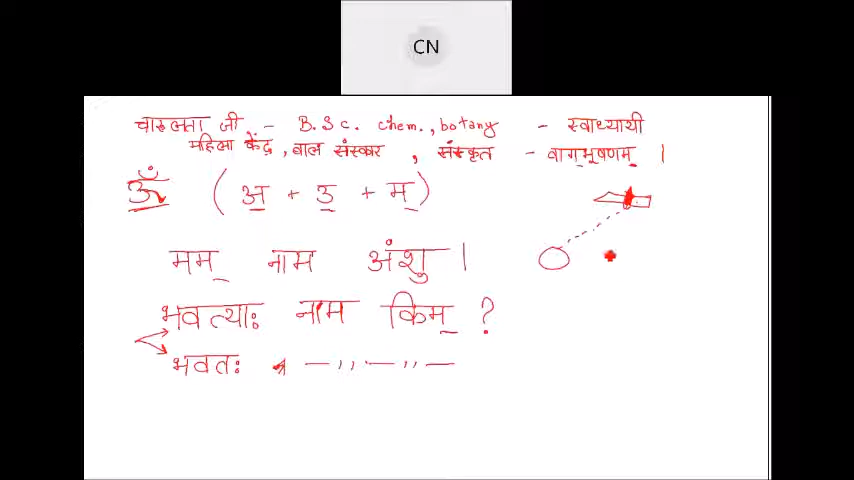 CN
चारुलता जी - B.Sc. chem., botany - स्वाध्यायी
महिला केंद्र, बाल संस्कार, संस्कृत - वाग्भूषणम् ।
ॐ (अ + उ + म्)
मम् नाम अंशु ।
भवत्याः नाम किम् ?
भवतः — ,, — ,, —